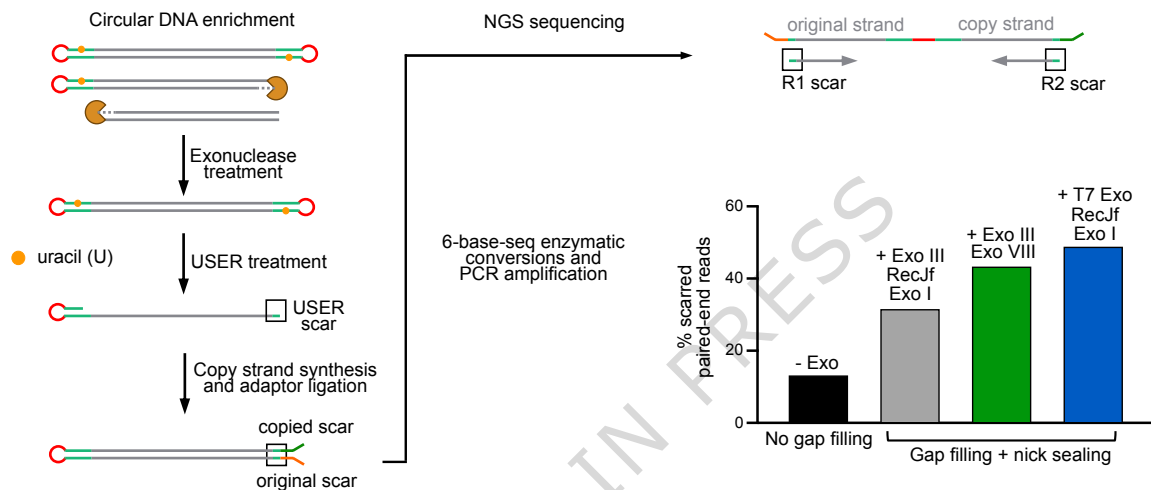 Circular DNA enrichment
Exonuclease
treatment
uracil (U)
USER treatment
USER
scar
Copy strand synthesis
and adaptor ligation
copied scar
original scar
NGS sequencing
6-base-seq enzymatic
conversions and
PCR amplification
original strand
copy strand
R1 scar
R2 scar
% scarred
paired-end reads
60
40
20
0
- Exo
+ Exo III
RecJf
Exo I
+ Exo III
Exo VIII
+ T7 Exo
RecJf
Exo I
No gap filling
Gap filling + nick sealing
IN PRESS